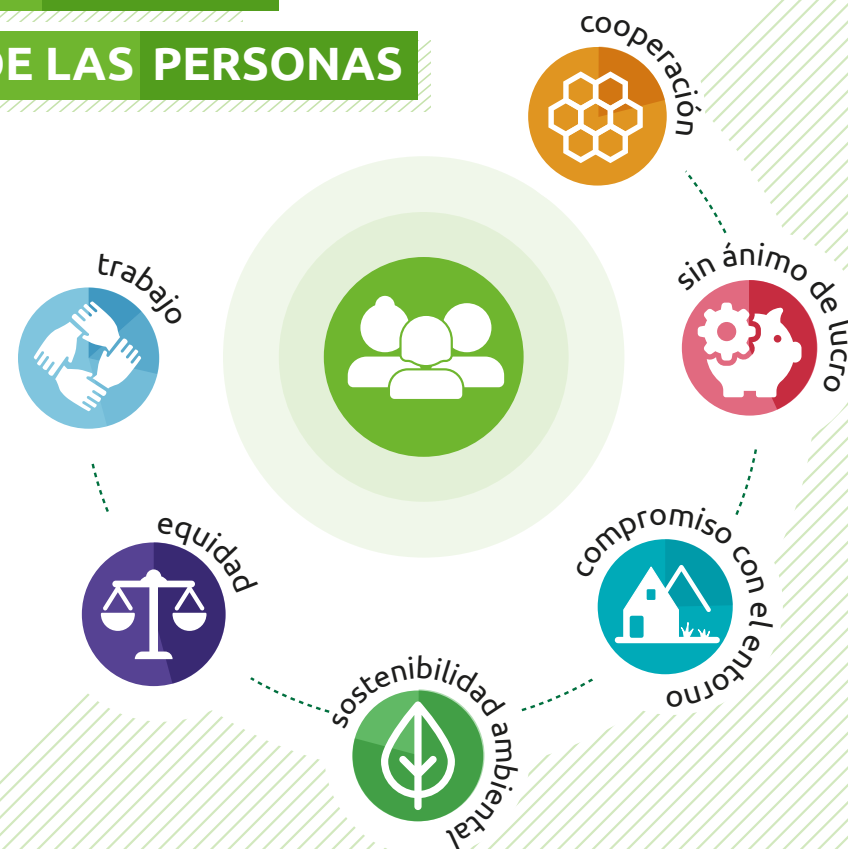 DE LAS PERSONAS
cooperación
sin ánimo de lucro
trabajo
compromiso con el entorno
equidad
sostenibilidad ambiental